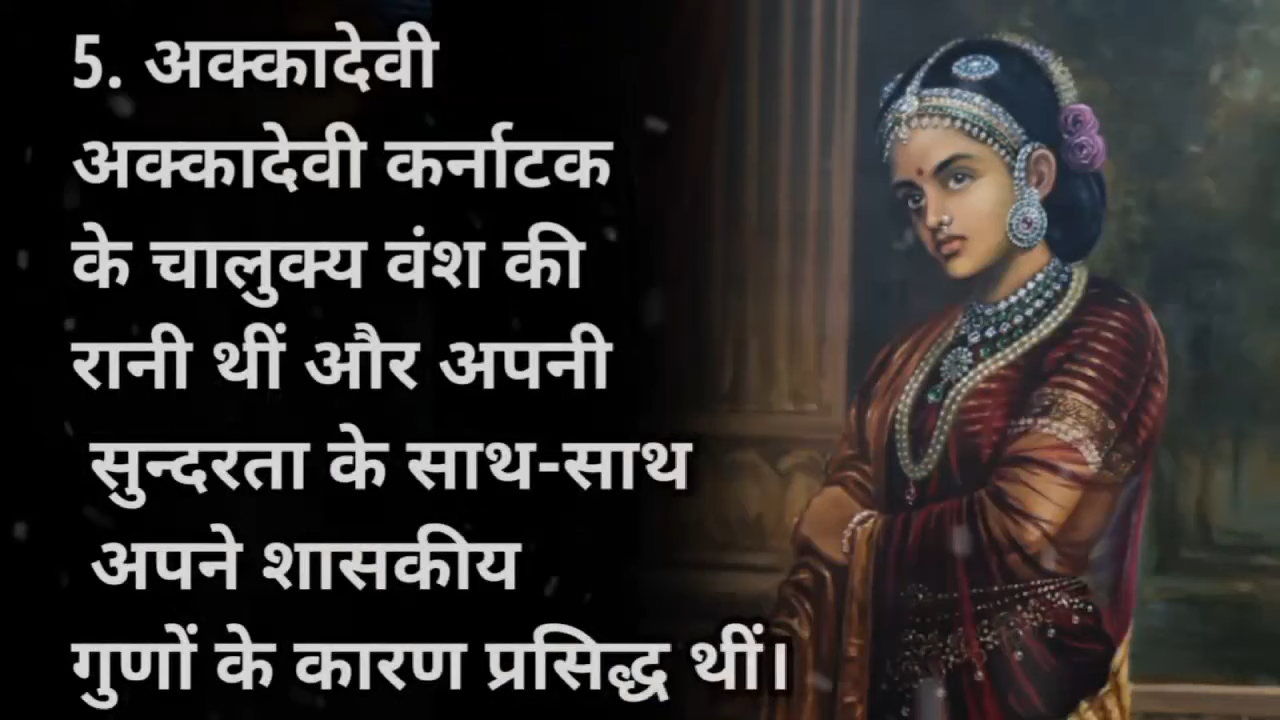 5. अक्कादेवी
अक्कादेवी कर्नाटक
के चालुक्य वंश की
रानी थीं और अपनी
सुन्दरता के साथ-साथ
अपने शासकीय
गुणों के कारण प्रसिद्ध थीं।